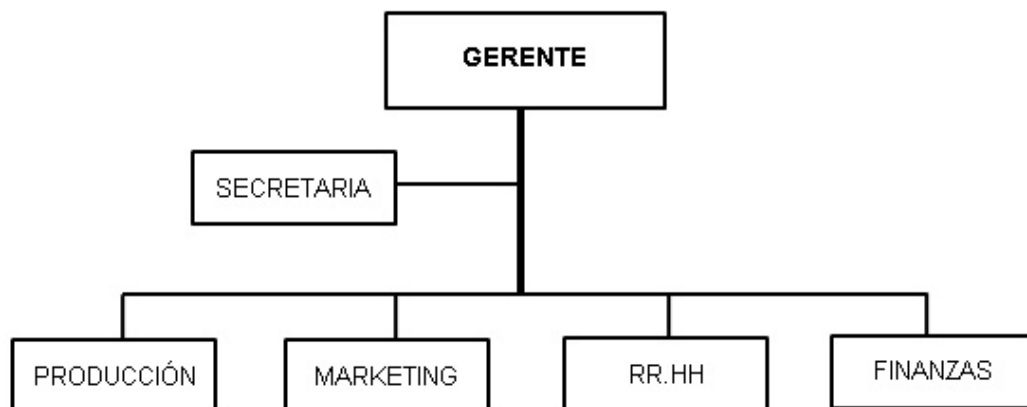 GERENTE
SECRETARIA
PRODUCCIÓN
MARKETING
RR.HH
FINANZAS